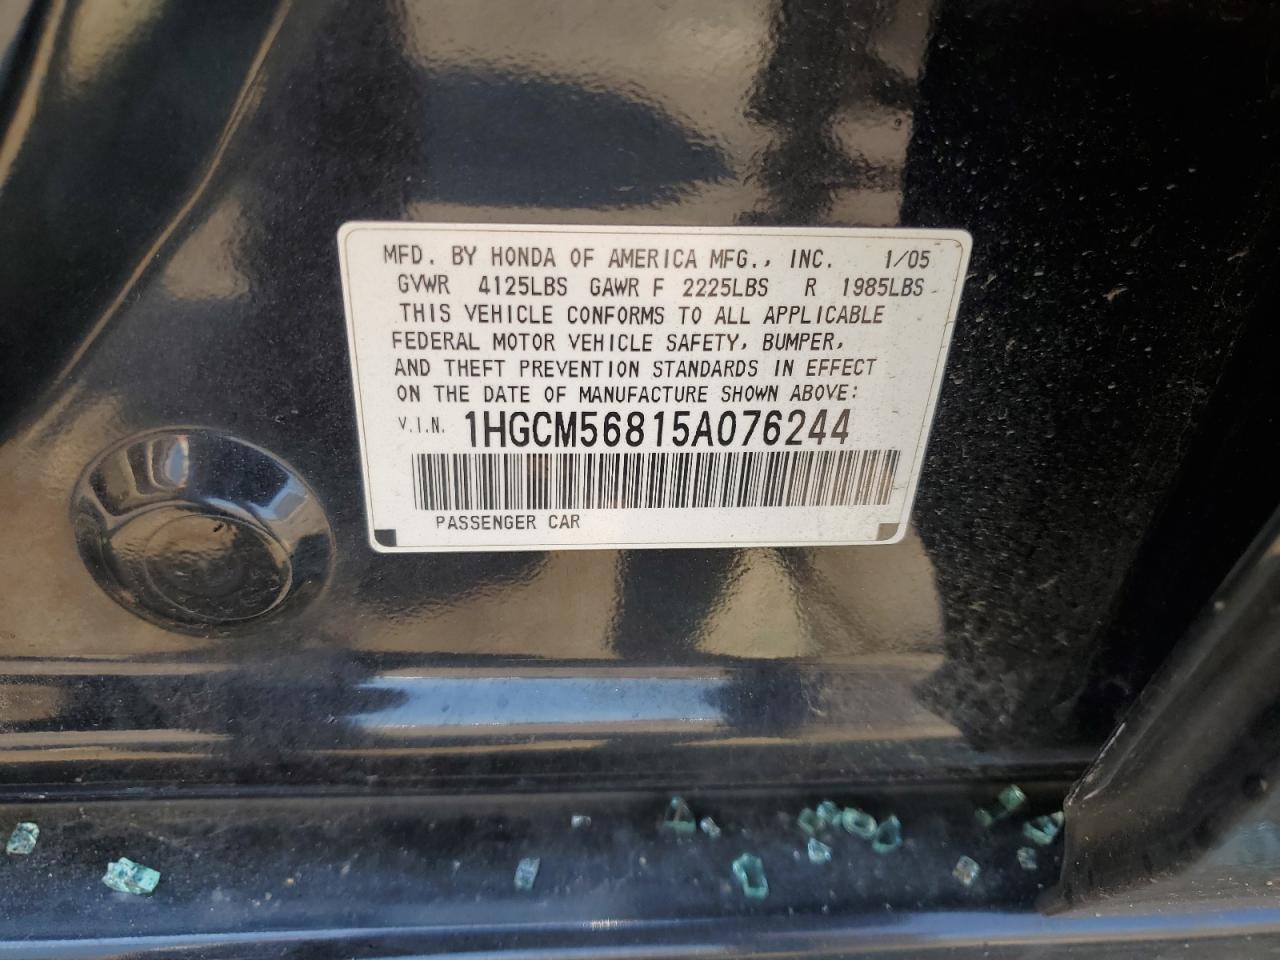 MFD. BY HONDA OF AMERICA MFG., INC. 1/05
GVWR 4125LBS GAWR F 2225LBS R 1985LBS
THIS VEHICLE CONFORMS TO ALL APPLICABLE
FEDERAL MOTOR VEHICLE SAFETY, BUMPER,
AND THEFT PREVENTION STANDARDS IN EFFECT
ON THE DATE OF MANUFACTURE SHOWN ABOVE:
V.I.N. 1HGCM56815A076244
PASSENGER CAR